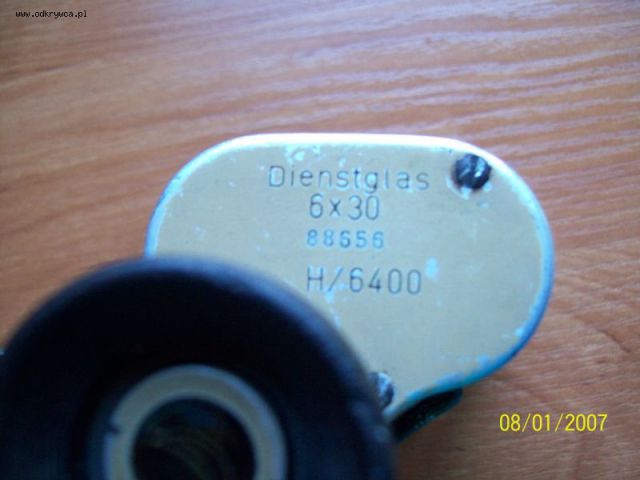 www.odkrywca.pl
Dienstglas
6x30
88656
H/6400
08/01/2007